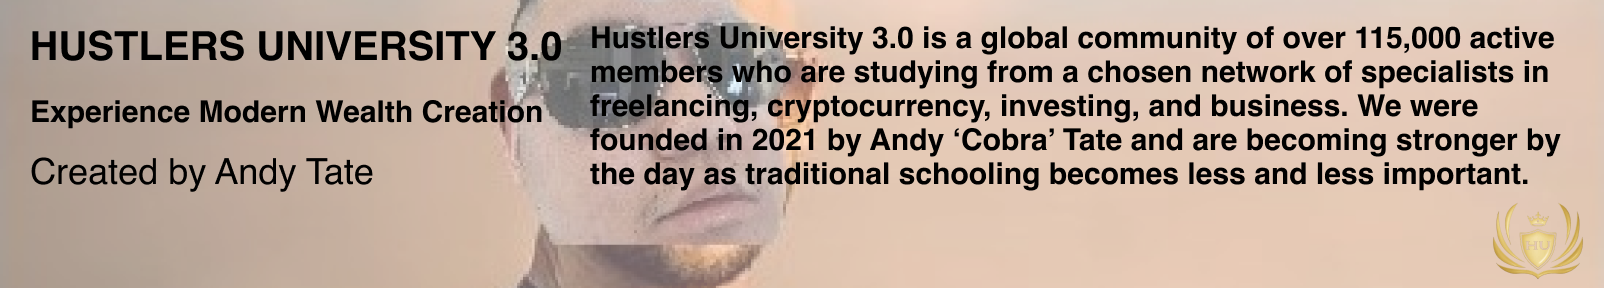 HUSTLERS UNIVERSITY 3.0
Experience Modern Wealth Creation
Created by Andy Tate
Hustlers University 3.0 is a global community of over 115,000 active
members who are studying from a chosen network of specialists in
freelancing, cryptocurrency, investing, and business. We were
founded in 2021 by Andy ‘Cobra’ Tate and are becoming stronger by
the day as traditional schooling becomes less and less important.
HU